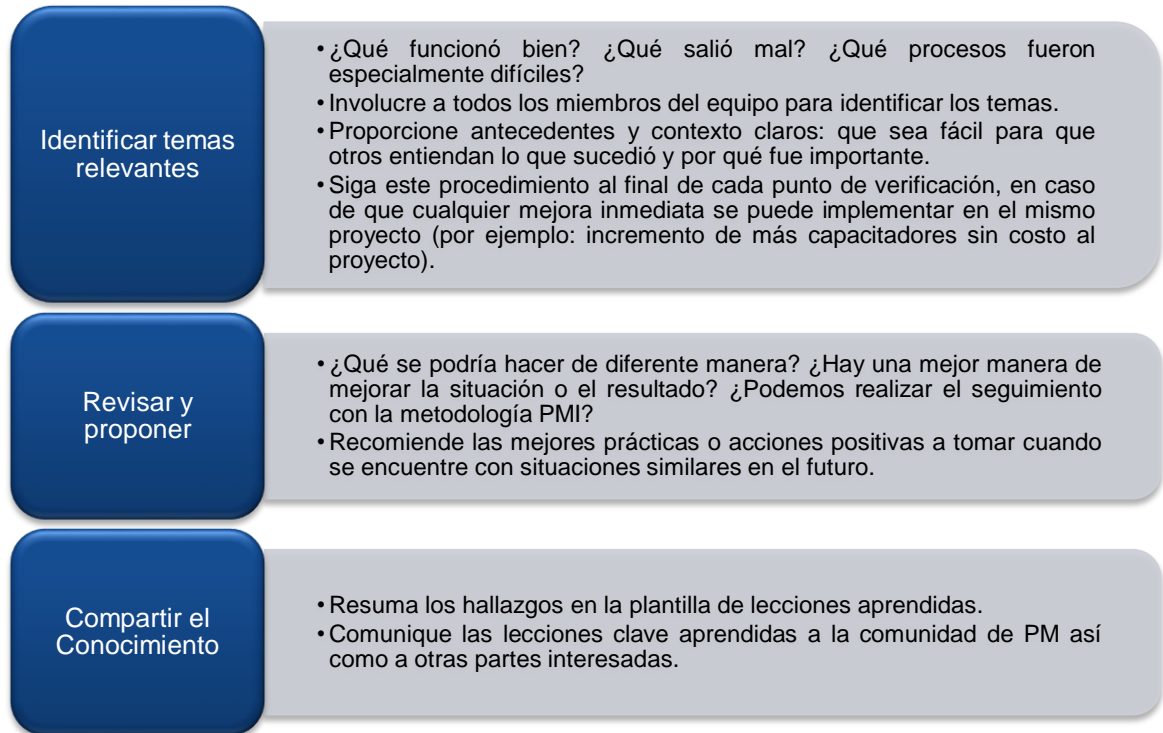 Identificar temas
relevantes
• ¿Qué funcionó bien? ¿Qué salió mal? ¿Qué procesos fueron
especialmente difíciles?
• Involucre a todos los miembros del equipo para identificar los temas.
• Proporcione antecedentes y contexto claros: que sea fácil para que
otros entiendan lo que sucedió y por qué fue importante.
• Siga este procedimiento al final de cada punto de verificación, en caso
de que cualquier mejora inmediata se puede implementar en el mismo
proyecto (por ejemplo: incremento de más capacitadores sin costo al
proyecto).
Revisar y
proponer
• ¿Qué se podría hacer de diferente manera? ¿Hay una mejor manera de
mejorar la situación o el resultado? ¿Podemos realizar el seguimiento
con la metodología PMI?
• Recomiende las mejores prácticas o acciones positivas a tomar cuando
se encuentre con situaciones similares en el futuro.
Compartir el
Conocimiento
• Resuma los hallazgos en la plantilla de lecciones aprendidas.
• Comunique las lecciones clave aprendidas a la comunidad de PM así
como a otras partes interesadas.